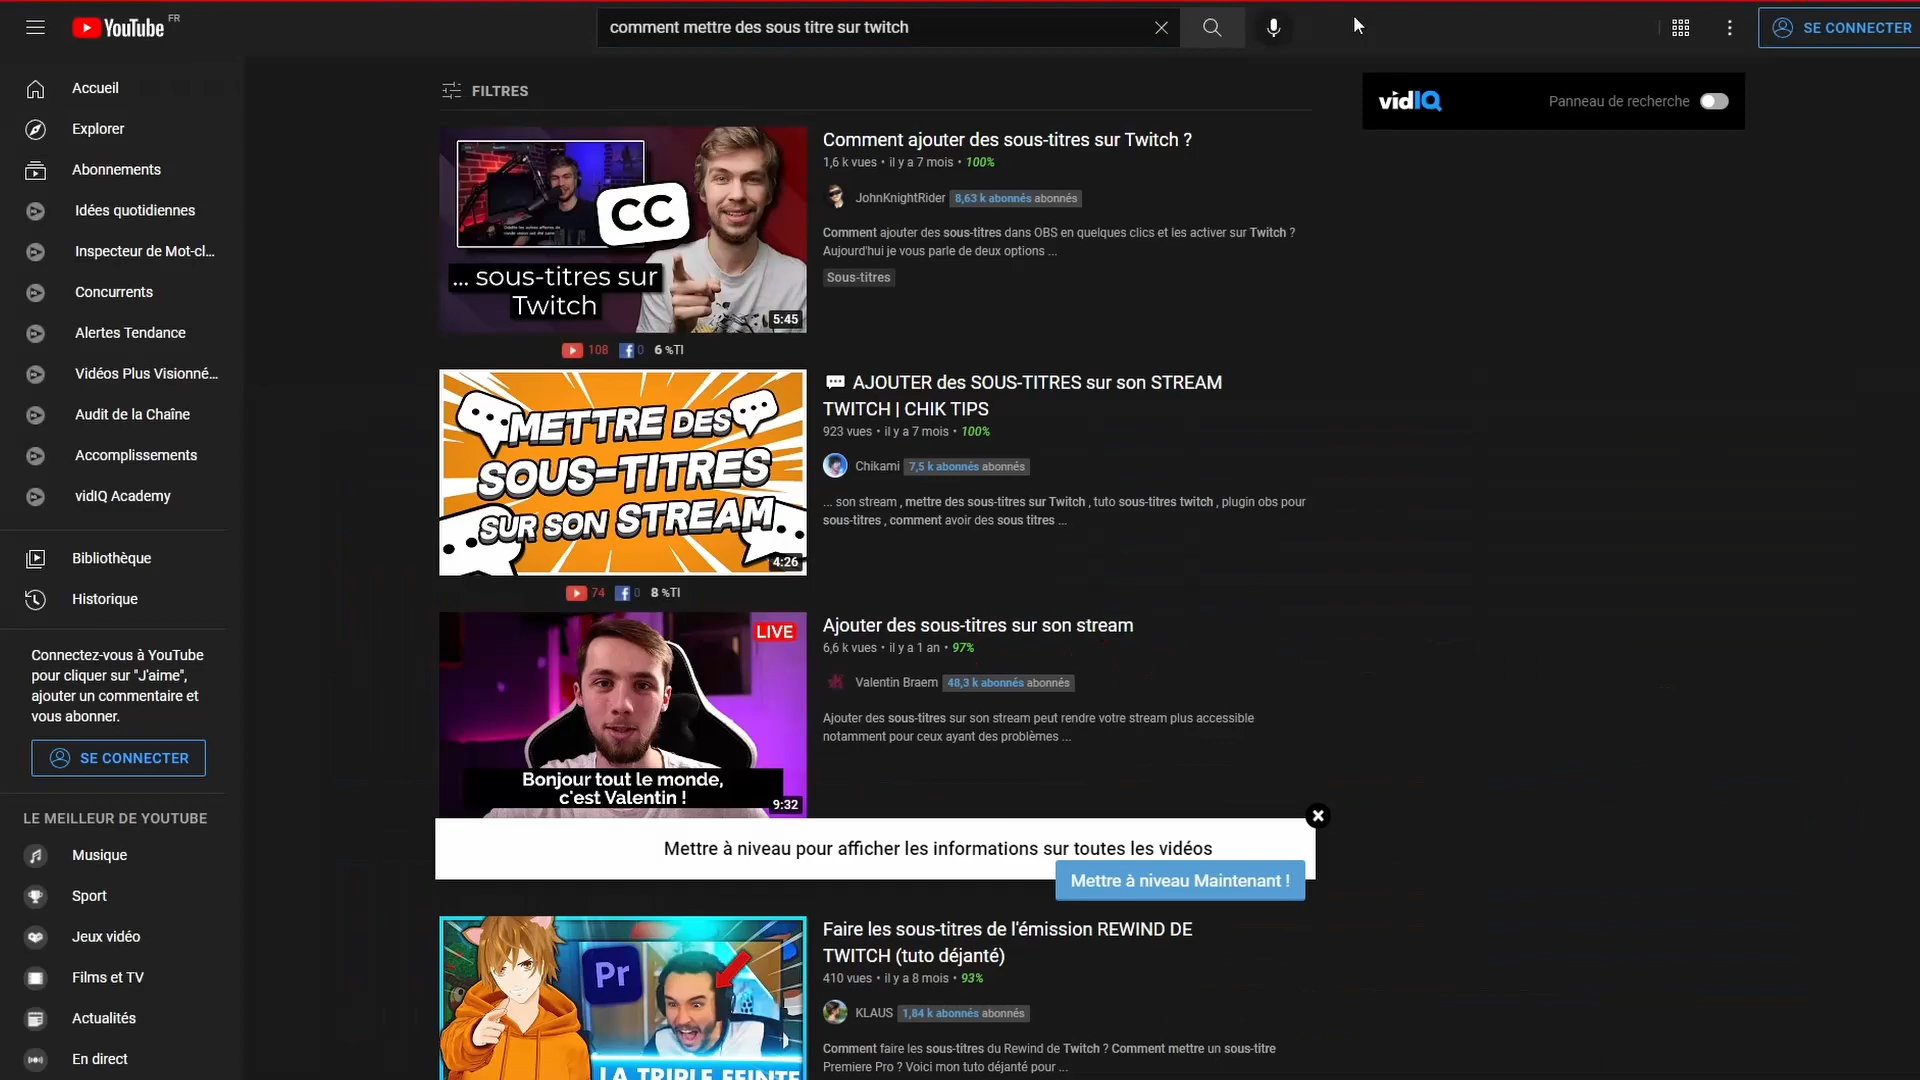 YouTube FR
comment mettre des sous titre sur twitch
SE CONNECTER
Accueil
Explorer
Abonnements
Idées quotidiennes
Inspecteur de Mot-cl...
Concurrents
Alertes Tendance
Vidéos Plus Visionné...
Audit de la Chaîne
Accomplissements
vidIQ Academy
Bibliothèque
Historique
Connectez-vous à YouTube
pour cliquer sur "J'aime",
ajouter un commentaire et
vous abonner.
SE CONNECTER
LE MEILLEUR DE YOUTUBE
Musique
Sport
Jeux vidéo
Films et TV
Actualités
En direct
FILTRES
CC
... sous-titres sur
Twitch
5:45
Comment ajouter des sous-titres sur Twitch ?
1,6 k vues • il y a 7 mois • 100%
JohnKnightRider 8,63 k abonnés abonnés
Comment ajouter des sous-titres dans OBS en quelques clics et les activer sur Twitch ?
Aujourd'hui je vous parle de deux options ...
Sous-titres
108 0 6 %TI
METTRE DES
SOUS-TITRES
SUR SON STREAM
4:26
AJOUTER des SOUS-TITRES sur son STREAM
TWITCH | CHIK TIPS
923 vues • il y a 7 mois • 100%
Chikami 7,5 k abonnés abonnés
... son stream , mettre des sous-titres sur Twitch , tuto sous-titres twitch , plugin obs pour
sous-titres , comment avoir des sous titres ...
74 0 8 %TI
LIVE
Bonjour tout le monde,
c'est Valentin !
9:32
Ajouter des sous-titres sur son stream
6,6 k vues • il y a 1 an • 97%
Valentin Braem 48,3 k abonnés abonnés
Ajouter des sous-titres sur son stream peut rendre votre stream plus accessible
notamment pour ceux ayant des problèmes ...
Mettre à niveau pour afficher les informations sur toutes les vidéos
Mettre à niveau Maintenant !
Pr
LA TRIPLE FEINTE
Faire les sous-titres de l'émission REWIND DE
TWITCH (tuto déjanté)
410 vues • il y a 8 mois • 93%
KLAUS 1,84 k abonnés abonnés
Comment faire les sous-titres du Rewind de Twitch ? Comment mettre un sous-titre
Premiere Pro ? Voici mon tuto déjanté pour ...
vidIQ
Panneau de recherche